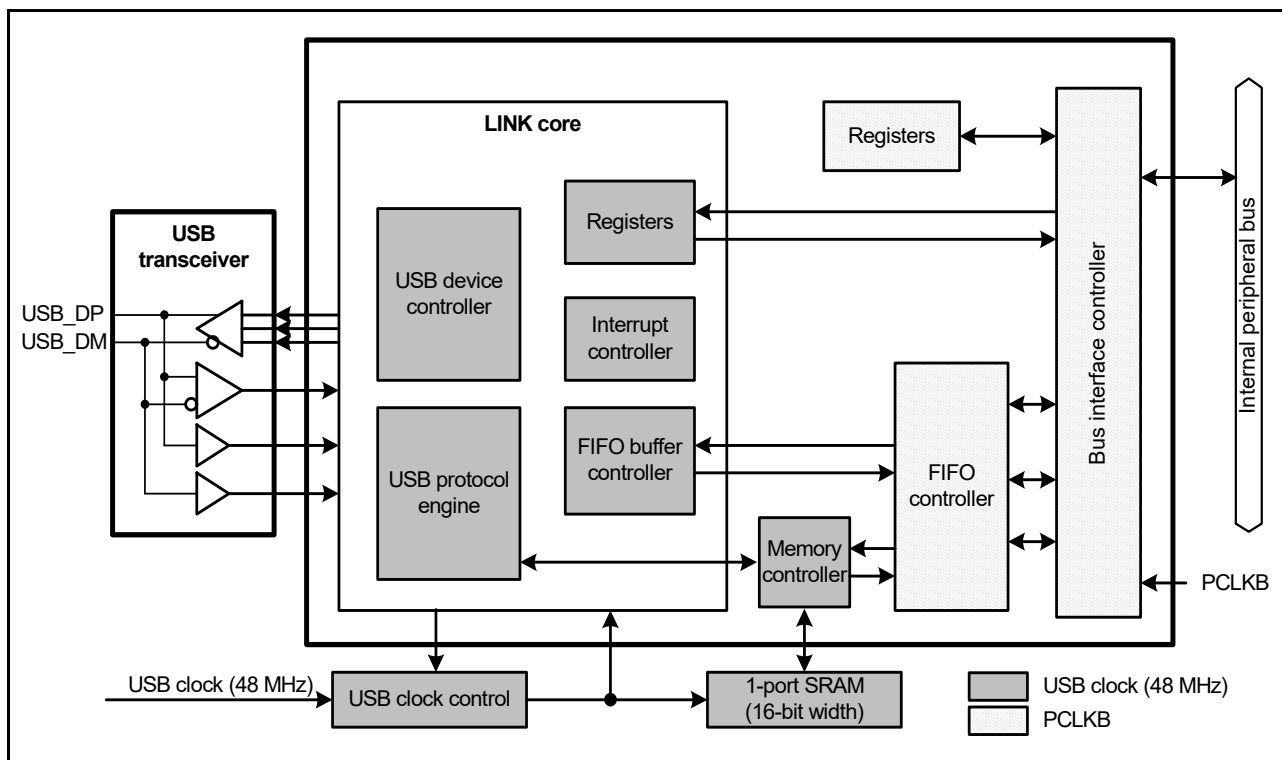 LINK core
Registers
Registers
USB
transceiver
USB device
controller
USB_DP
USB_DM
Interrupt
controller
Bus interface controller
Internal peripheral bus
FIFO buffer
controller
FIFO
controller
USB protocol
engine
Memory
controller
PCLKB
USB clock (48 MHz)
USB clock control
1-port SRAM
(16-bit width)
USB clock (48 MHz)
PCLKB